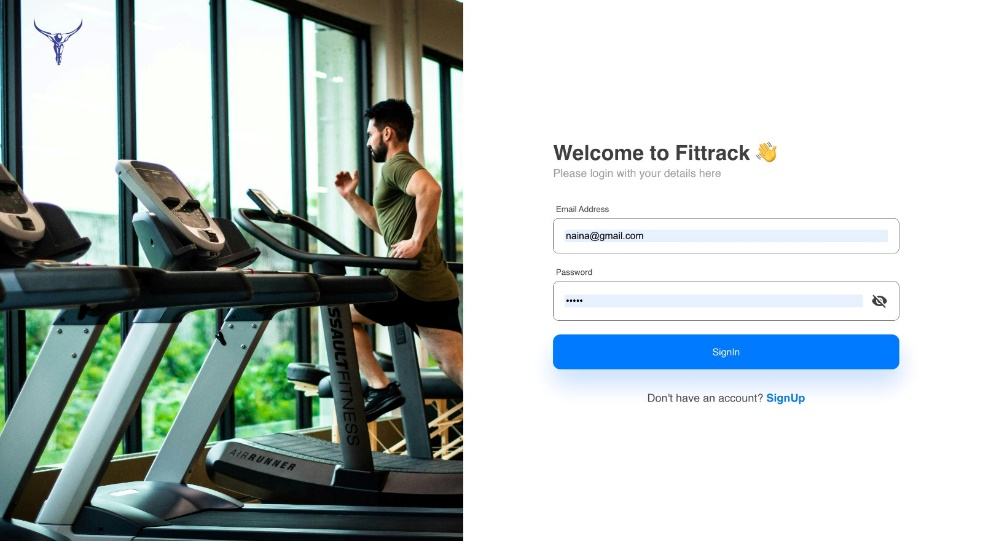 Welcome to Fittrack 👋
Please login with your details here
Email Address
naina@gmail.com
Password
•••••
SignIn
Don't have an account? SignUp
ASSAULTFITNESS
AIRRUNNER